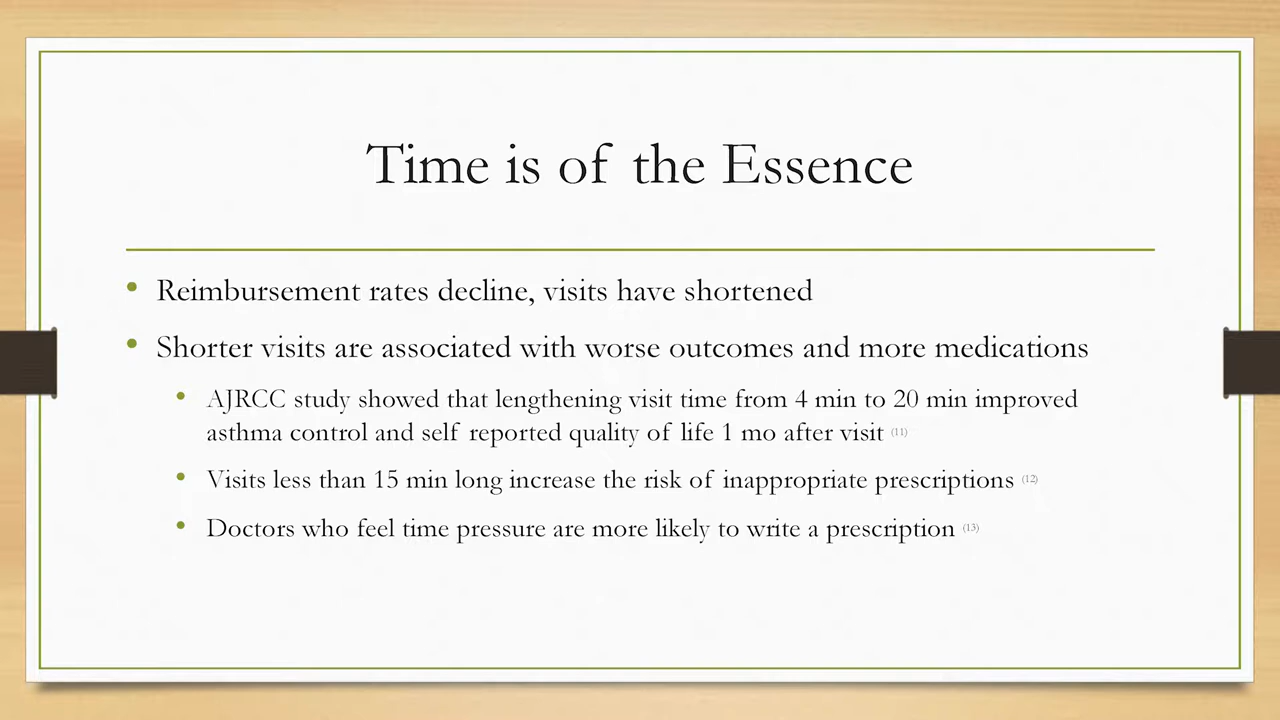 Time is of the Essence
• Reimbursement rates decline, visits have shortened
• Shorter visits are associated with worse outcomes and more medications
• AJRCC study showed that lengthening visit time from 4 min to 20 min improved
asthma control and self reported quality of life 1 mo after visit (11)
• Visits less than 15 min long increase the risk of inappropriate prescriptions (12)
• Doctors who feel time pressure are more likely to write a prescription (13)